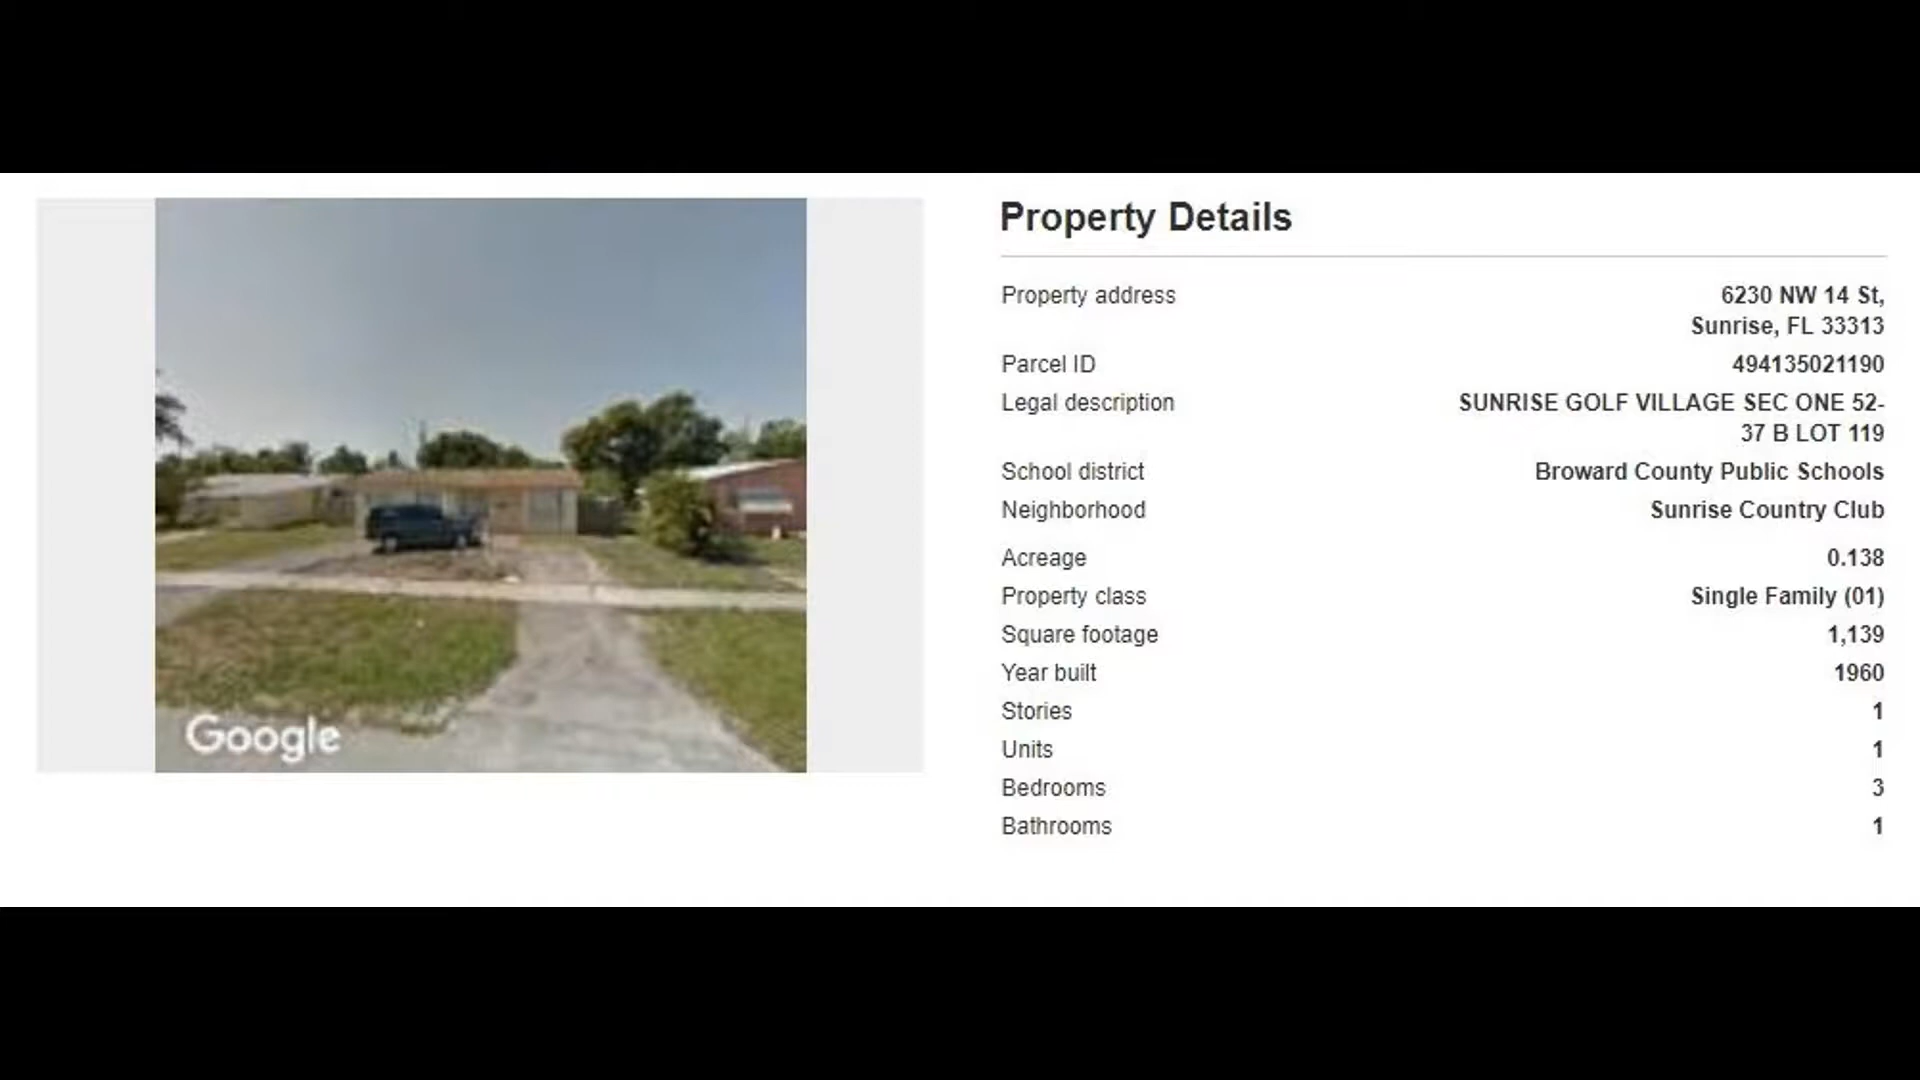 Property Details
Property address 6230 NW 14 St,
Sunrise, FL 33313
Parcel ID 494135021190
Legal description SUNRISE GOLF VILLAGE SEC ONE 52-
37 B LOT 119
School district Broward County Public Schools
Neighborhood Sunrise Country Club
Acreage 0.138
Property class Single Family (01)
Square footage 1,139
Year built 1960
Stories 1
Units 1
Bedrooms 3
Bathrooms 1
Google